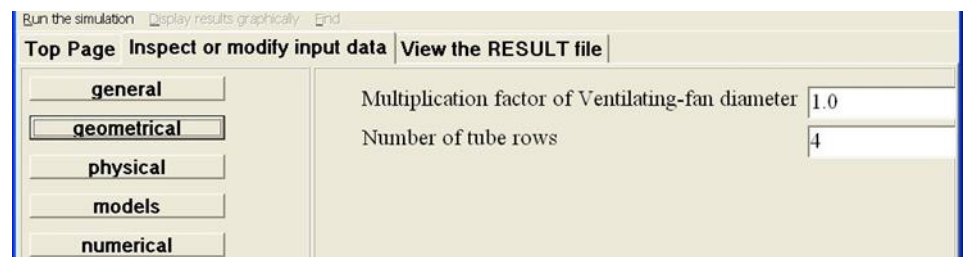 Run the simulation Display results graphically Find
Top Page Inspect or modify input data View the RESULT file
general
Multiplication factor of Ventilating-fan diameter 1.0
geometrical
Number of tube rows 4
physical
models
numerical